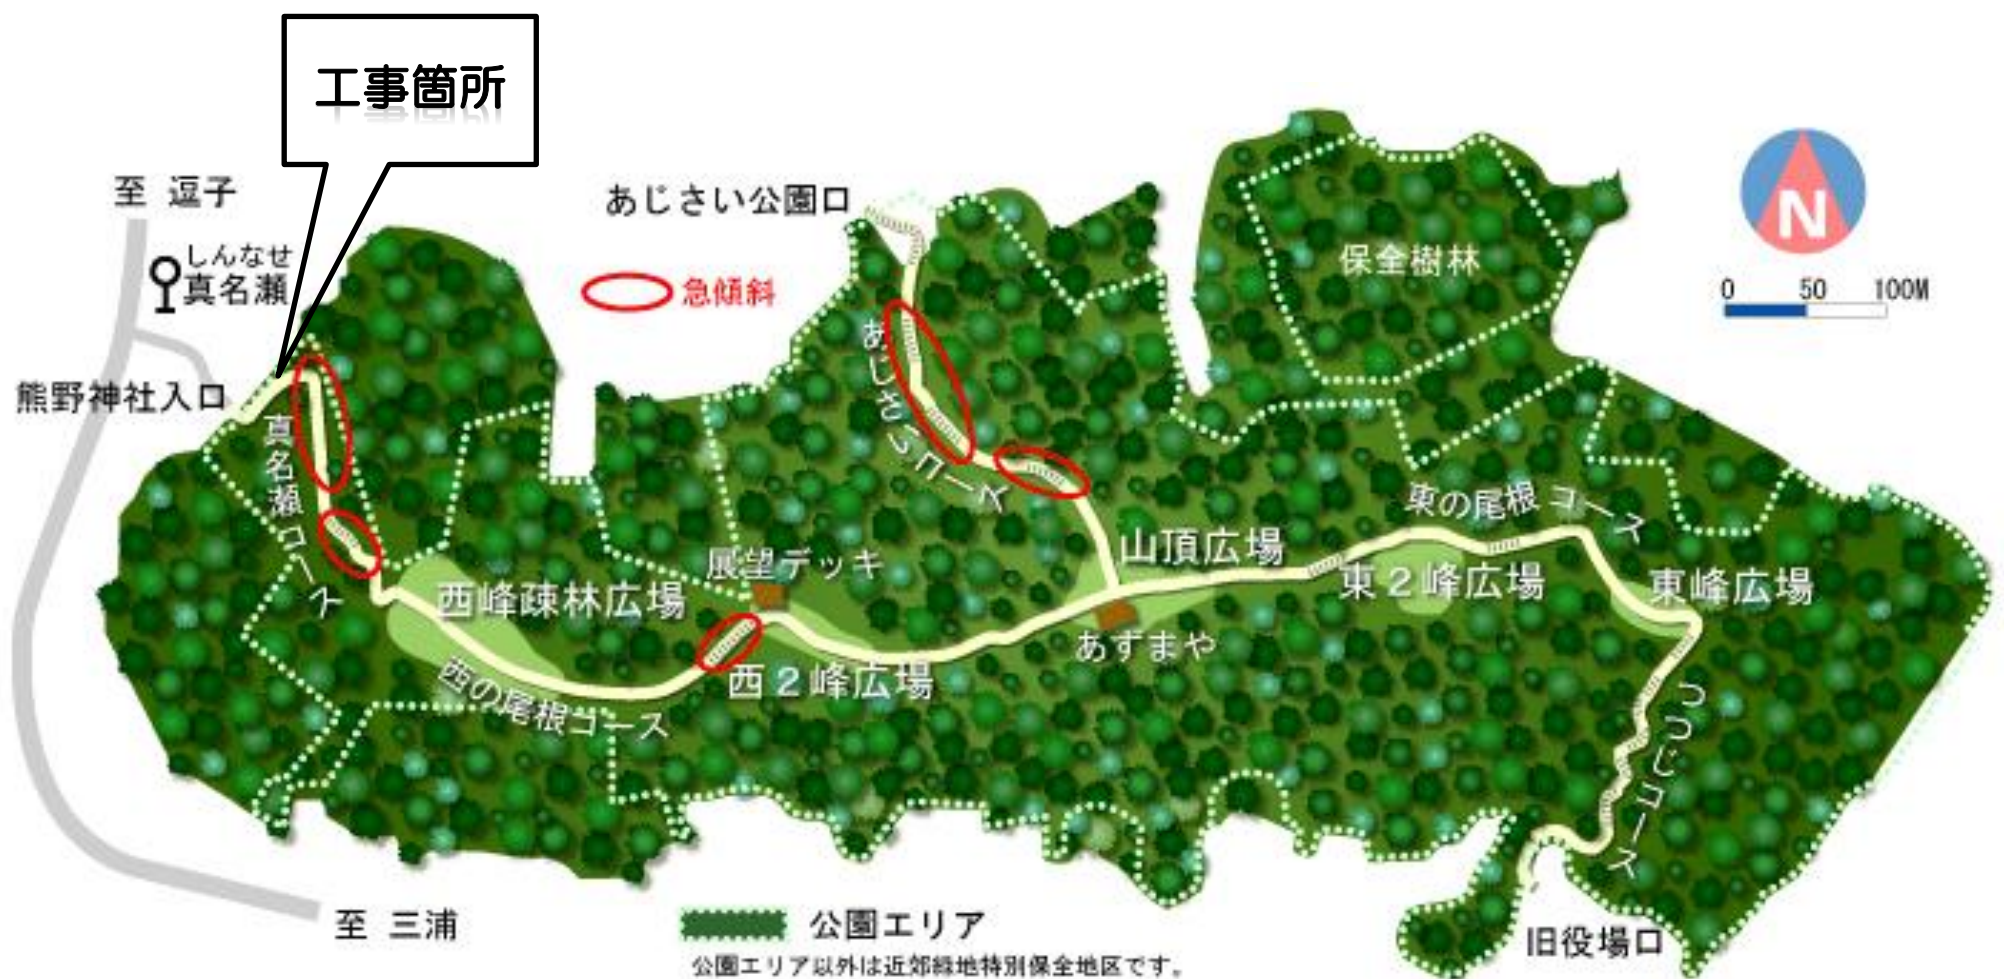 工事箇所
至 逗子
しんなせ
真名瀬
熊野神社入口
あじさい公園口
急傾斜
保全樹林
N
0 50 100M
真名瀬コース
あじさいコース
東の尾根コース
山頂広場
展望デッキ
西峰疎林広場
東2峰広場
東峰広場
あずまや
西2峰広場
西の尾根コース
つつじコース
至 三浦
公園エリア
旧役場口
公園エリア以外は近郊緑地特別保全地区です。